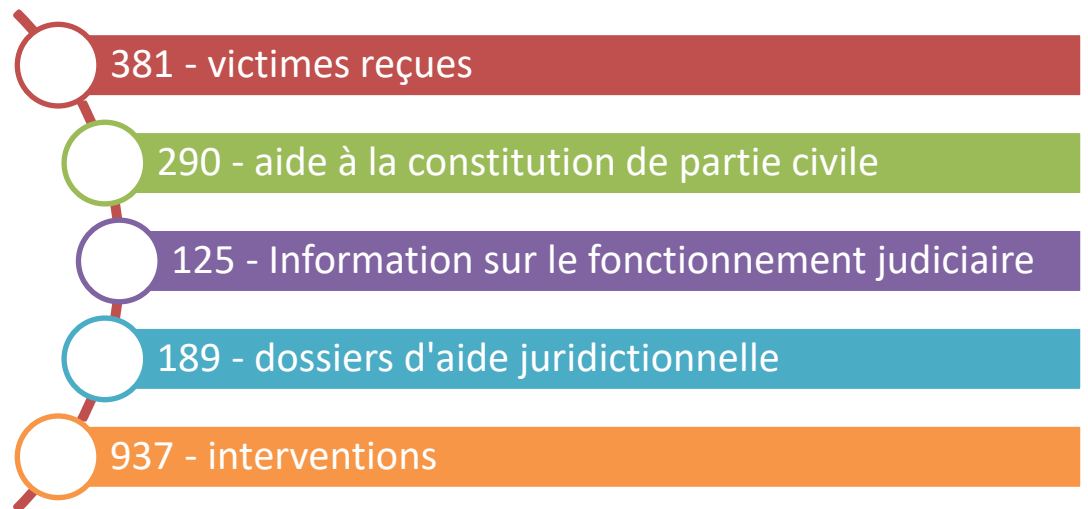 381 - victimes reçues
290 - aide à la constitution de partie civile
125 - Information sur le fonctionnement judiciaire
189 - dossiers d'aide juridictionnelle
937 - interventions